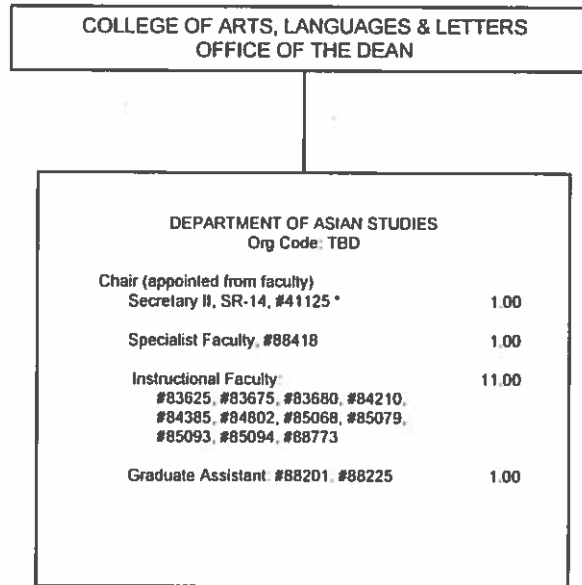 COLLEGE OF ARTS, LANGUAGES & LETTERS
OFFICE OF THE DEAN
DEPARTMENT OF ASIAN STUDIES
Org Code: TBD
Chair (appointed from faculty)
Secretary II, SR-14, #41125 * 1.00
Specialist Faculty, #88418 1.00
Instructional Faculty: 11.00
#83625, #83675, #83680, #84210,
#84385, #84802, #85068, #85079,
#85093, #85094, #88773
Graduate Assistant: #88201, #88225 1.00